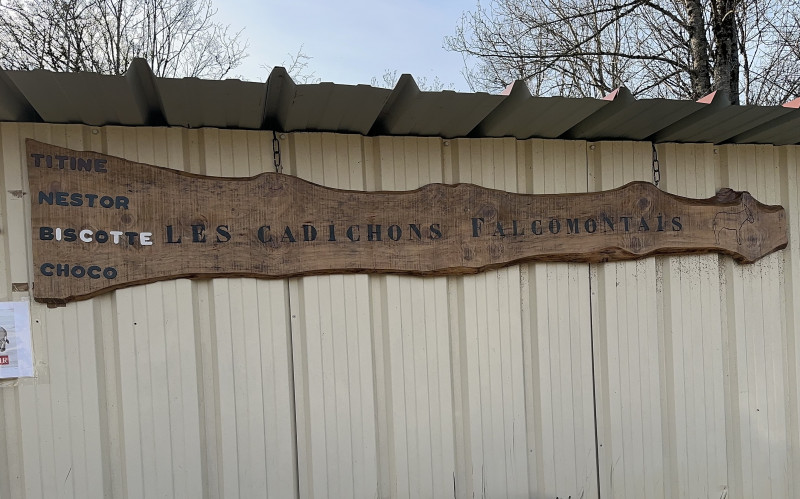 TITINE
NESTOR
BISCOTTE
CHOCO
LES CADICHONS FALCOMONTAIS